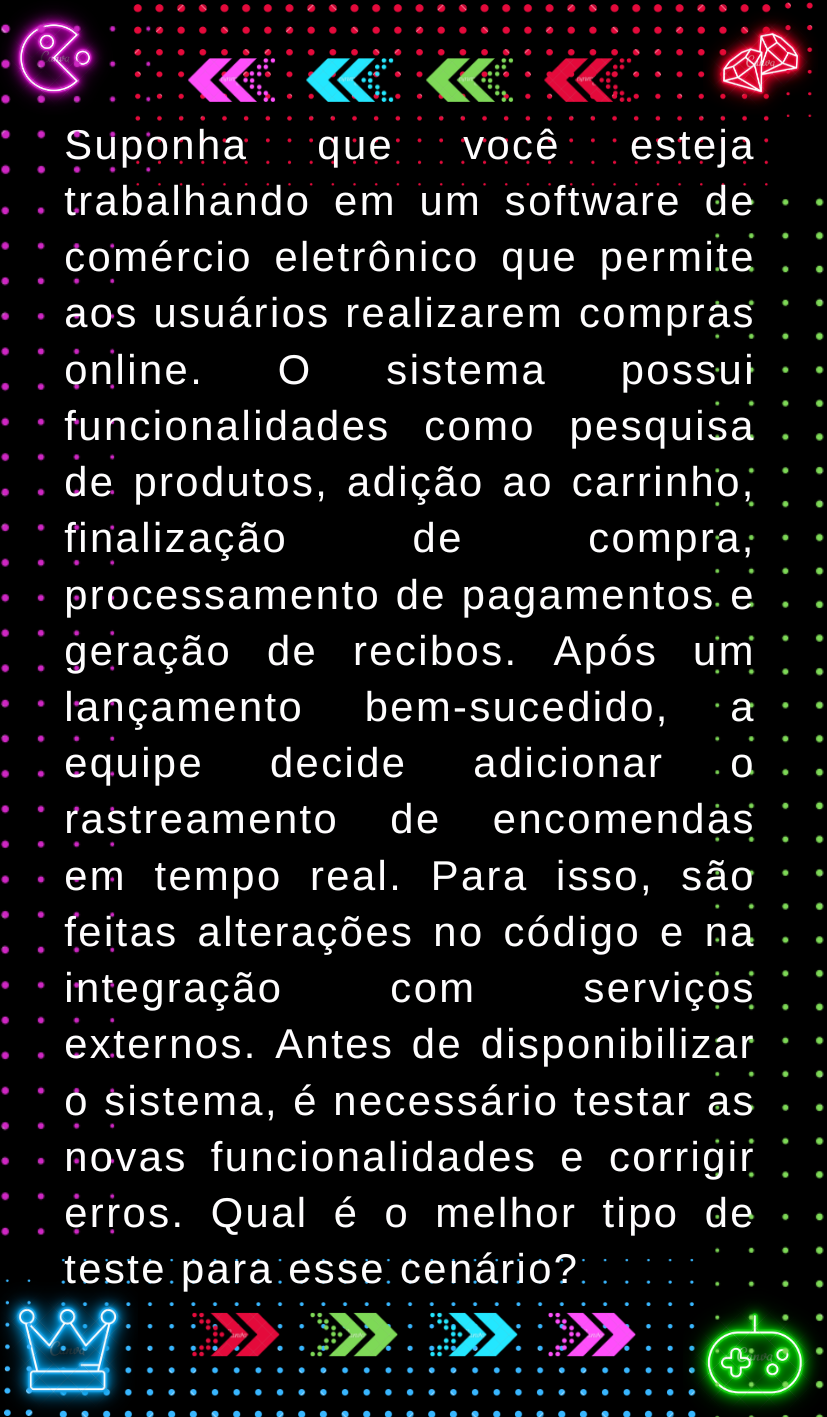 Suponha que você esteja
trabalhando em um software de
comércio eletrônico que permite
aos usuários realizarem compras
online. O sistema possui
funcionalidades como pesquisa
de produtos, adição ao carrinho,
finalização de compra,
processamento de pagamentos e
geração de recibos. Após um
lançamento bem-sucedido, a
equipe decide adicionar o
rastreamento de encomendas
em tempo real. Para isso, são
feitas alterações no código e na
integração com serviços
externos. Antes de disponibilizar
o sistema, é necessário testar as
novas funcionalidades e corrigir
erros. Qual é o melhor tipo de
teste para esse cenário?